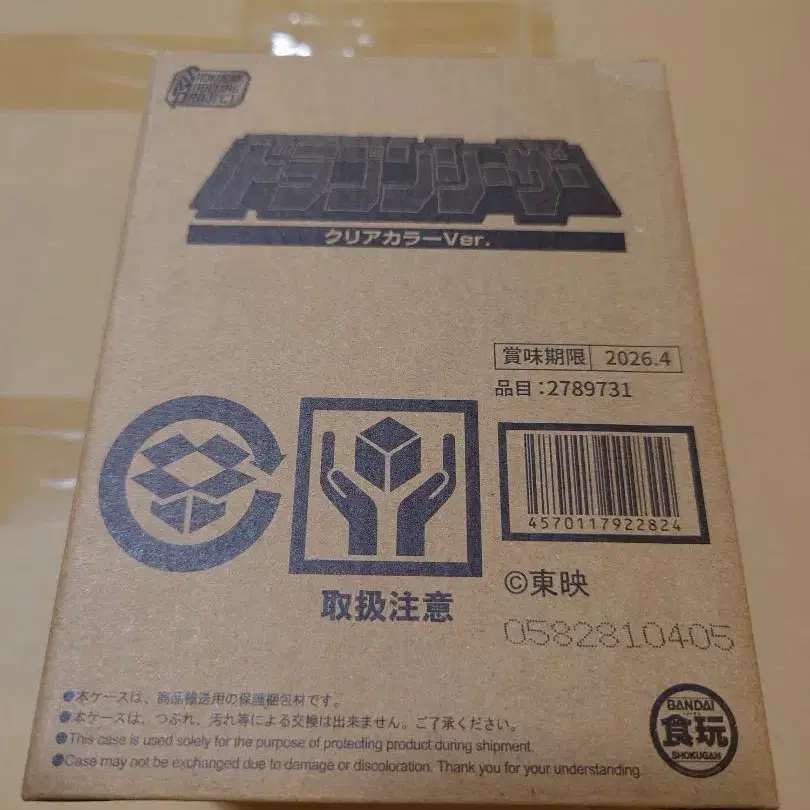 SHOKUGAN
MODELING
PROJECT
ドラゴンシーザー
クリアカラーVer.
賞味期限 2026.4
品目:2789731
4570117922824
取扱注意
©東映
0582810405
●本ケースは、商品輸送用の保護梱包材です。
●本ケースは、つぶれ、汚れ等による交換は出来ません。ご了承ください。
●This case is used solely for the purpose of protecting product during shipment.
●Case may not be exchanged due to damage or discoloration. Thank you for your understanding.
BANDAI
食玩
SHOKUGAN